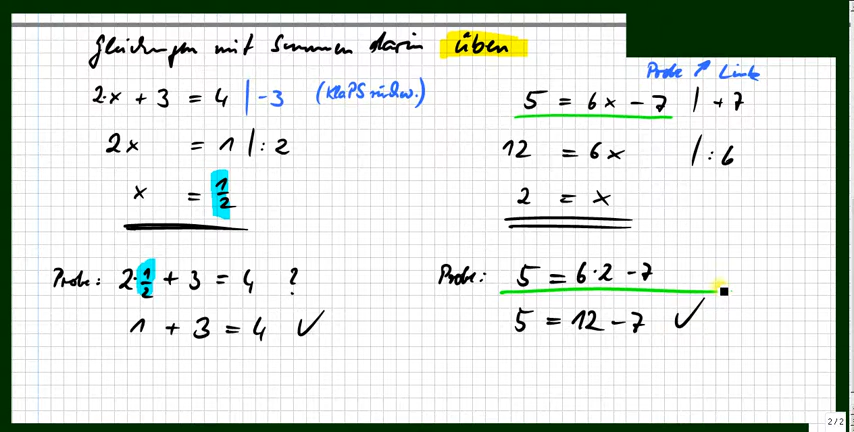 Gleichungen mit Summen darin üben
2·x + 3 = 4 | -3 (KlaPS rückw.)
2x = 1 | : 2
x = 1/2
Probe: 2·1/2 + 3 = 4 ?
1 + 3 = 4 ✓
Probe ↗ Link
5 = 6x - 7 | + 7
12 = 6x | : 6
2 = x
Probe: 5 = 6·2 - 7
5 = 12 - 7 ✓
2/2